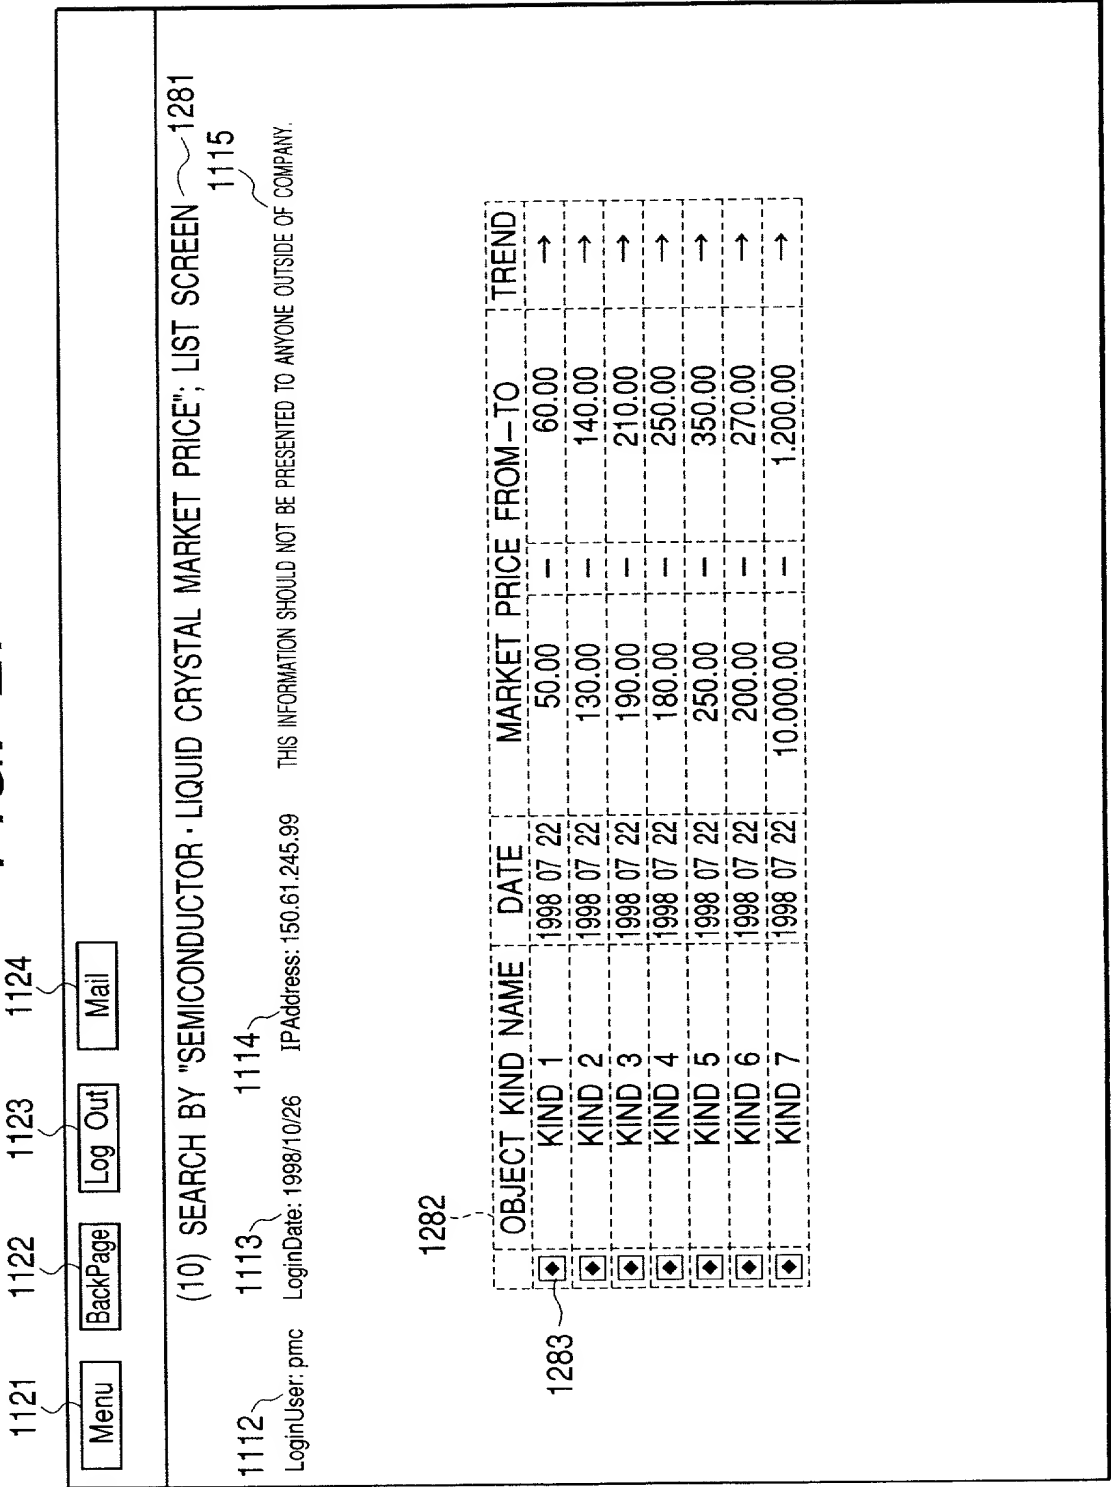 1121 1122 1123 1124
Menu BackPage Log Out Mail
(10) SEARCH BY "SEMICONDUCTOR · LIQUID CRYSTAL MARKET PRICE"; LIST SCREEN 1281
1112 1113 1114 1115
LoginUser: pmc LoginDate: 1998/10/26 IPAddress: 150.61.245.99 THIS INFORMATION SHOULD NOT BE PRESENTED TO ANYONE OUTSIDE OF COMPANY.
1282
OBJECT KIND NAME DATE MARKET PRICE FROM–TO TREND
KIND 1 1998 07 22 50.00 – 60.00 →
KIND 2 1998 07 22 130.00 – 140.00 →
KIND 3 1998 07 22 190.00 – 210.00 →
KIND 4 1998 07 22 180.00 – 250.00 →
KIND 5 1998 07 22 250.00 – 350.00 →
KIND 6 1998 07 22 200.00 – 270.00 →
KIND 7 1998 07 22 10.000.00 – 1.200.00 →
1283